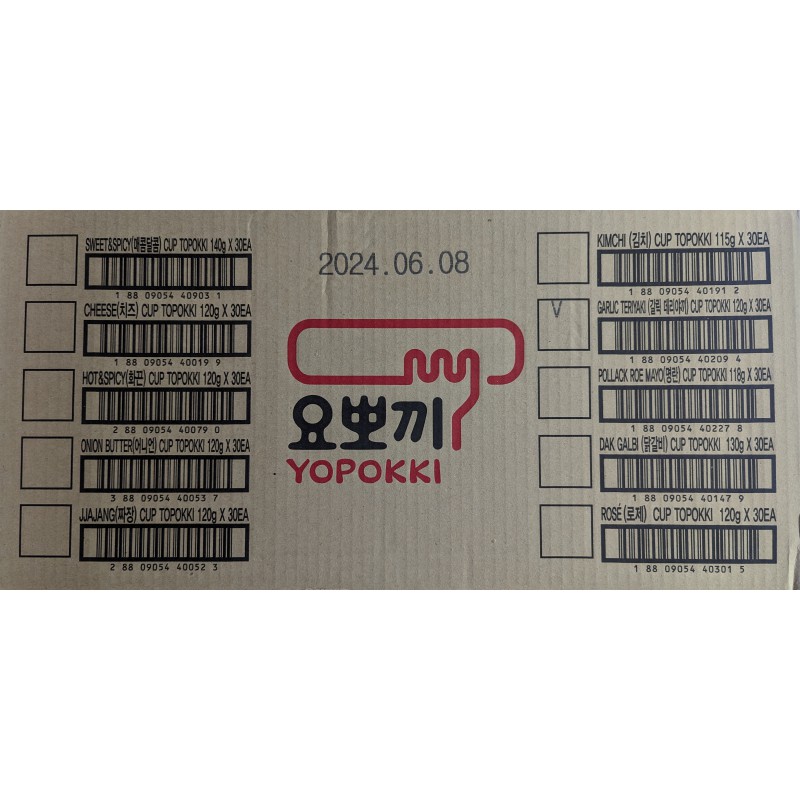 SWEET&SPICY(매콤달콤) CUP TOPOKKI 140g X 30EA
1 88 09054 40903 1
CHEESE(치즈) CUP TOPOKKI 120g X 30EA
1 88 09054 40019 9
HOT&SPICY(화끈) CUP TOPOKKI 120g X 30EA
2 88 09054 40079 0
ONION BUTTER(어니언) CUP TOPOKKI 120g X 30EA
3 88 09054 40053 7
JJAJANG(짜장) CUP TOPOKKI 120g X 30EA
2 88 09054 40052 3
2024.06.08
요뽀끼
YOPOKKI
KIMCHI (김치) CUP TOPOKKI 115g X 30EA
1 88 09054 40191 2
V
GARLIC TERIYAKI (갈릭 데리야끼) CUP TOPOKKI 120g X 30EA
1 88 09054 40209 4
POLLACK ROE MAYO(명란) CUP TOPOKKI 118g X 30EA
1 88 09054 40227 8
DAK GALBI (닭갈비) CUP TOPOKKI 130g X 30EA
1 88 09054 40147 9
ROSÉ (로제) CUP TOPOKKI 120g X 30EA
1 88 09054 40301 5